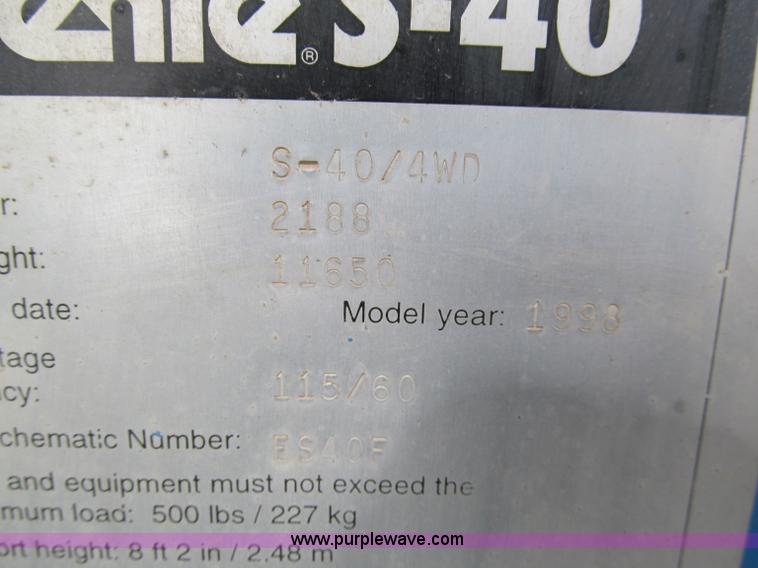 enie® S-40
S-40/4WD
r: 2188
ght: 11650
date: Model year: 1998
tage
cy: 115/60
chematic Number: ES40F
and equipment must not exceed the
mum load: 500 lbs / 227 kg
ort height: 8 ft 2 in / 2.48 m
www.purplewave.com